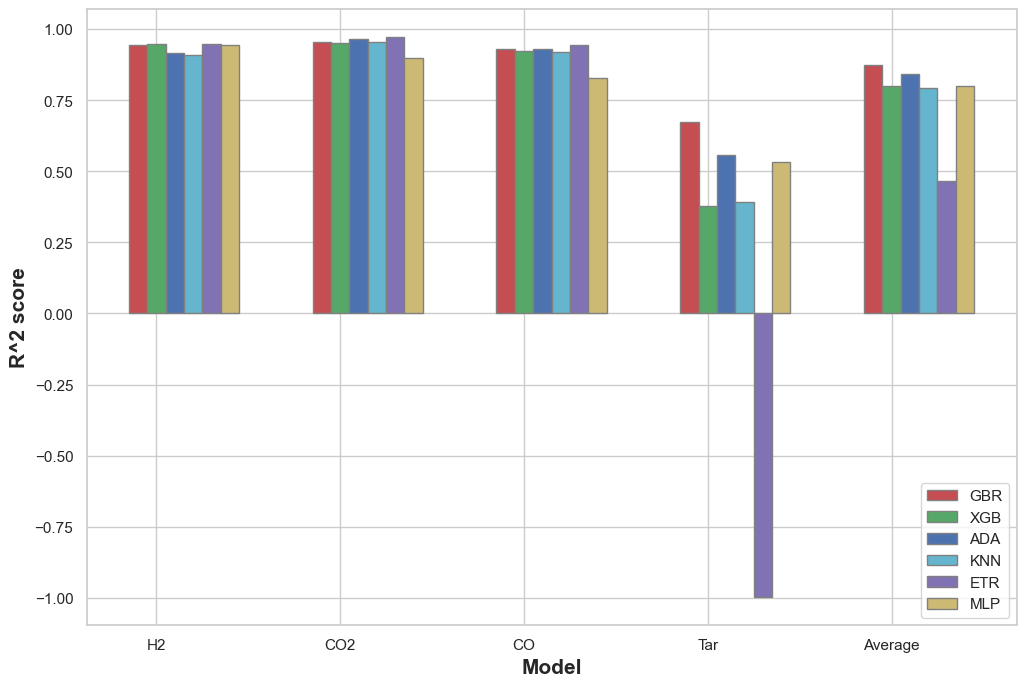 1.00
0.75
0.50
0.25
0.00
−0.25
−0.50
−0.75
−1.00
R^2 score
H2
CO2
CO
Tar
Average
Model
GBR
XGB
ADA
KNN
ETR
MLP